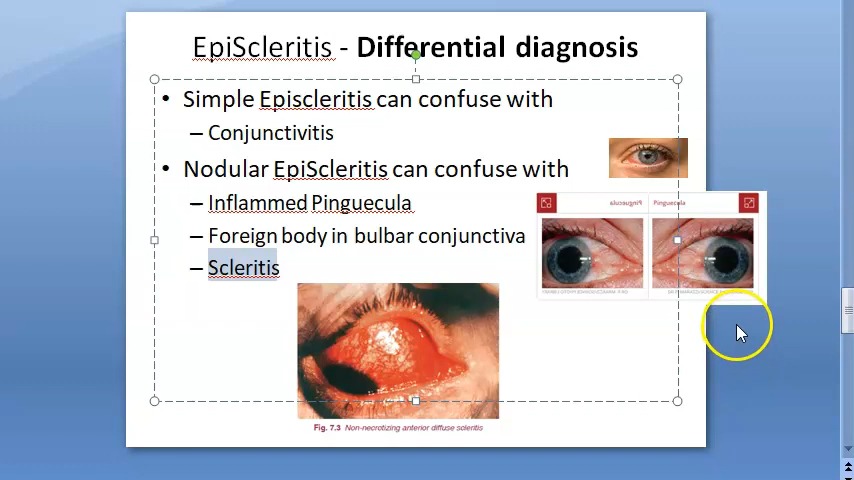 EpiScleritis - Differential diagnosis
• Simple Episcleritis can confuse with
– Conjunctivitis
• Nodular EpiScleritis can confuse with
– Inflammed Pinguecula
– Foreign body in bulbar conjunctiva
– Scleritis
Pinguecula Pinguecula
Fig. 7.3 Non-necrotizing anterior diffuse scleritis